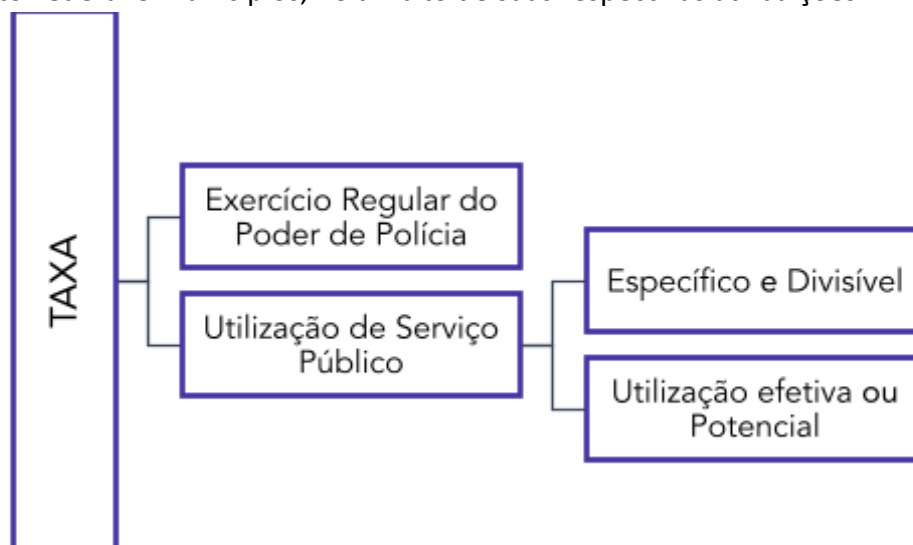 TAXA
Exercício Regular do
Poder de Polícia
Utilização de Serviço
Público
Específico e Divisível
Utilização efetiva ou
Potencial